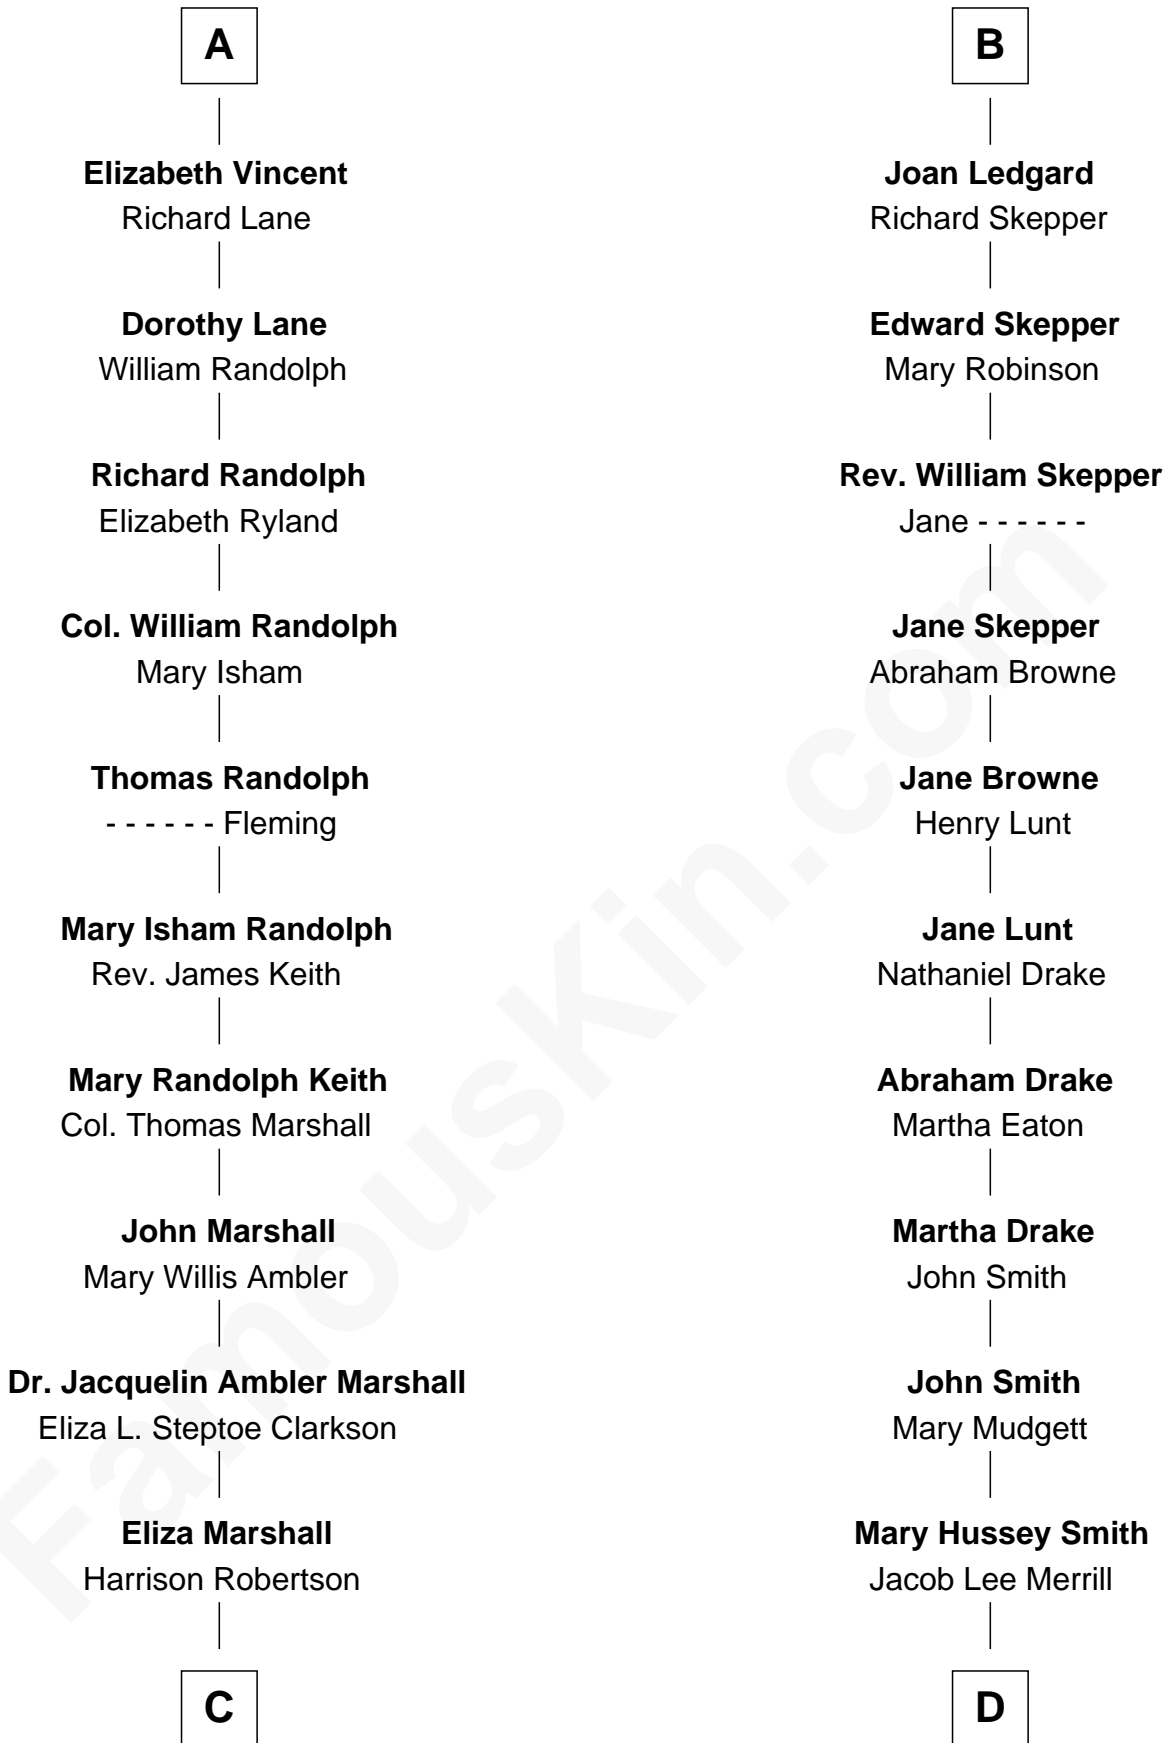 A
Elizabeth Vincent
Richard Lane
Dorothy Lane
William Randolph
Richard Randolph
Elizabeth Ryland
Col. William Randolph
Mary Isham
Thomas Randolph
- - - - - - Fleming
Mary Isham Randolph
Rev. James Keith
Mary Randolph Keith
Col. Thomas Marshall
John Marshall
Mary Willis Ambler
Dr. Jacquelin Ambler Marshall
Eliza L. Steptoe Clarkson
Eliza Marshall
Harrison Robertson
C
B
Joan Ledgard
Richard Skepper
Edward Skepper
Mary Robinson
Rev. William Skepper
Jane - - - - - -
Jane Skepper
Abraham Browne
Jane Browne
Henry Lunt
Jane Lunt
Nathaniel Drake
Abraham Drake
Martha Eaton
Martha Drake
John Smith
John Smith
Mary Mudgett
Mary Hussey Smith
Jacob Lee Merrill
D
FamousKin.com